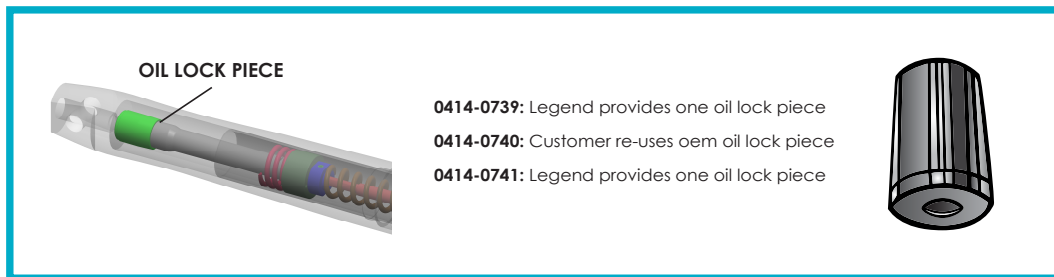 OIL LOCK PIECE
0414-0739: Legend provides one oil lock piece
0414-0740: Customer re-uses oem oil lock piece
0414-0741: Legend provides one oil lock piece